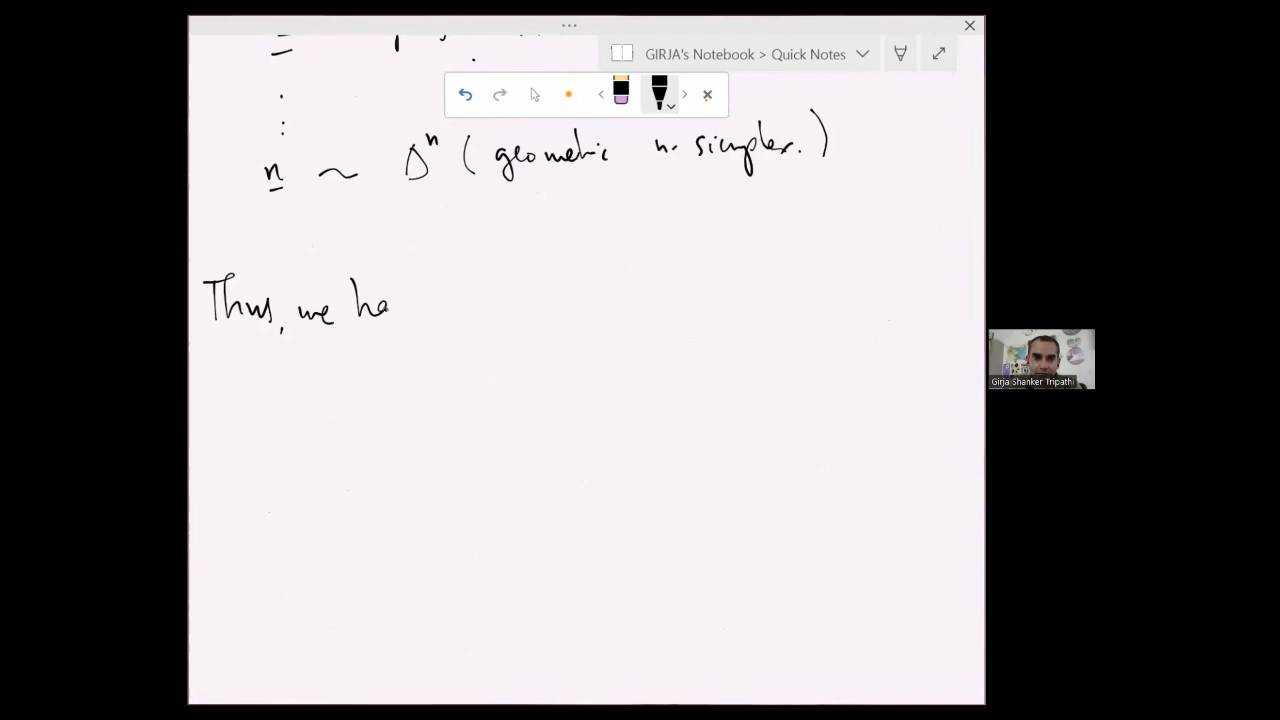 GIRJA's Notebook > Quick Notes
n ~ Δⁿ (geometric n-simplex.)
Thus, we ha
Girja Shanker Tripathi